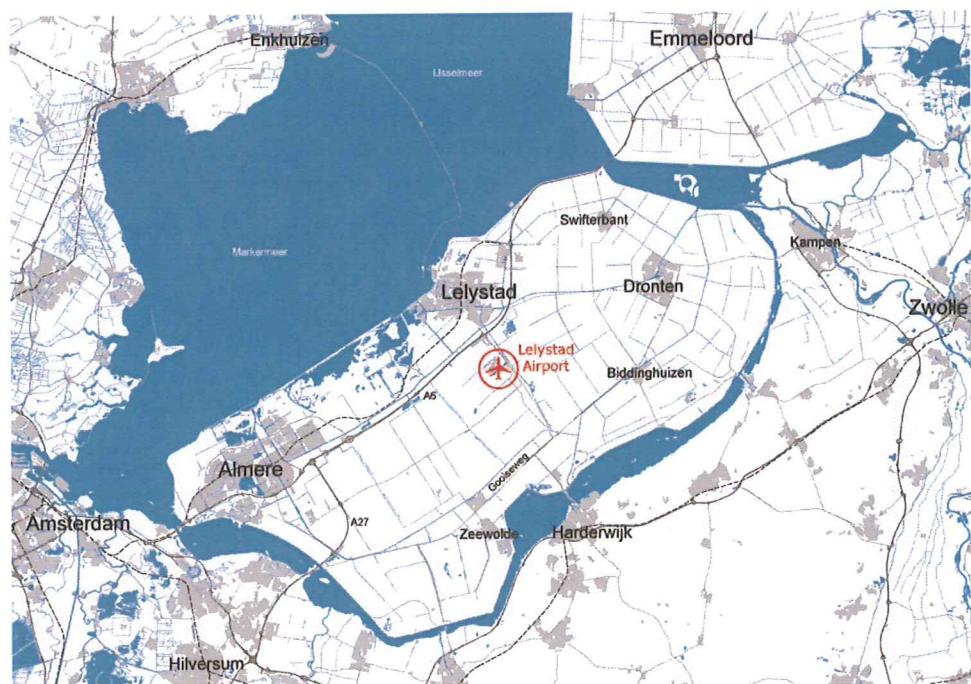 Enkhuizen
Emmeloord
IJsselmeer
Swifterbant
Kampen
Markermeer
Lelystad
Dronten
Zwolle
Lelystad
Airport
Biddinghuizen
A6
Almere
Gooiseweg
Amsterdam
A27
Zeewolde
Harderwijk
Hilversum